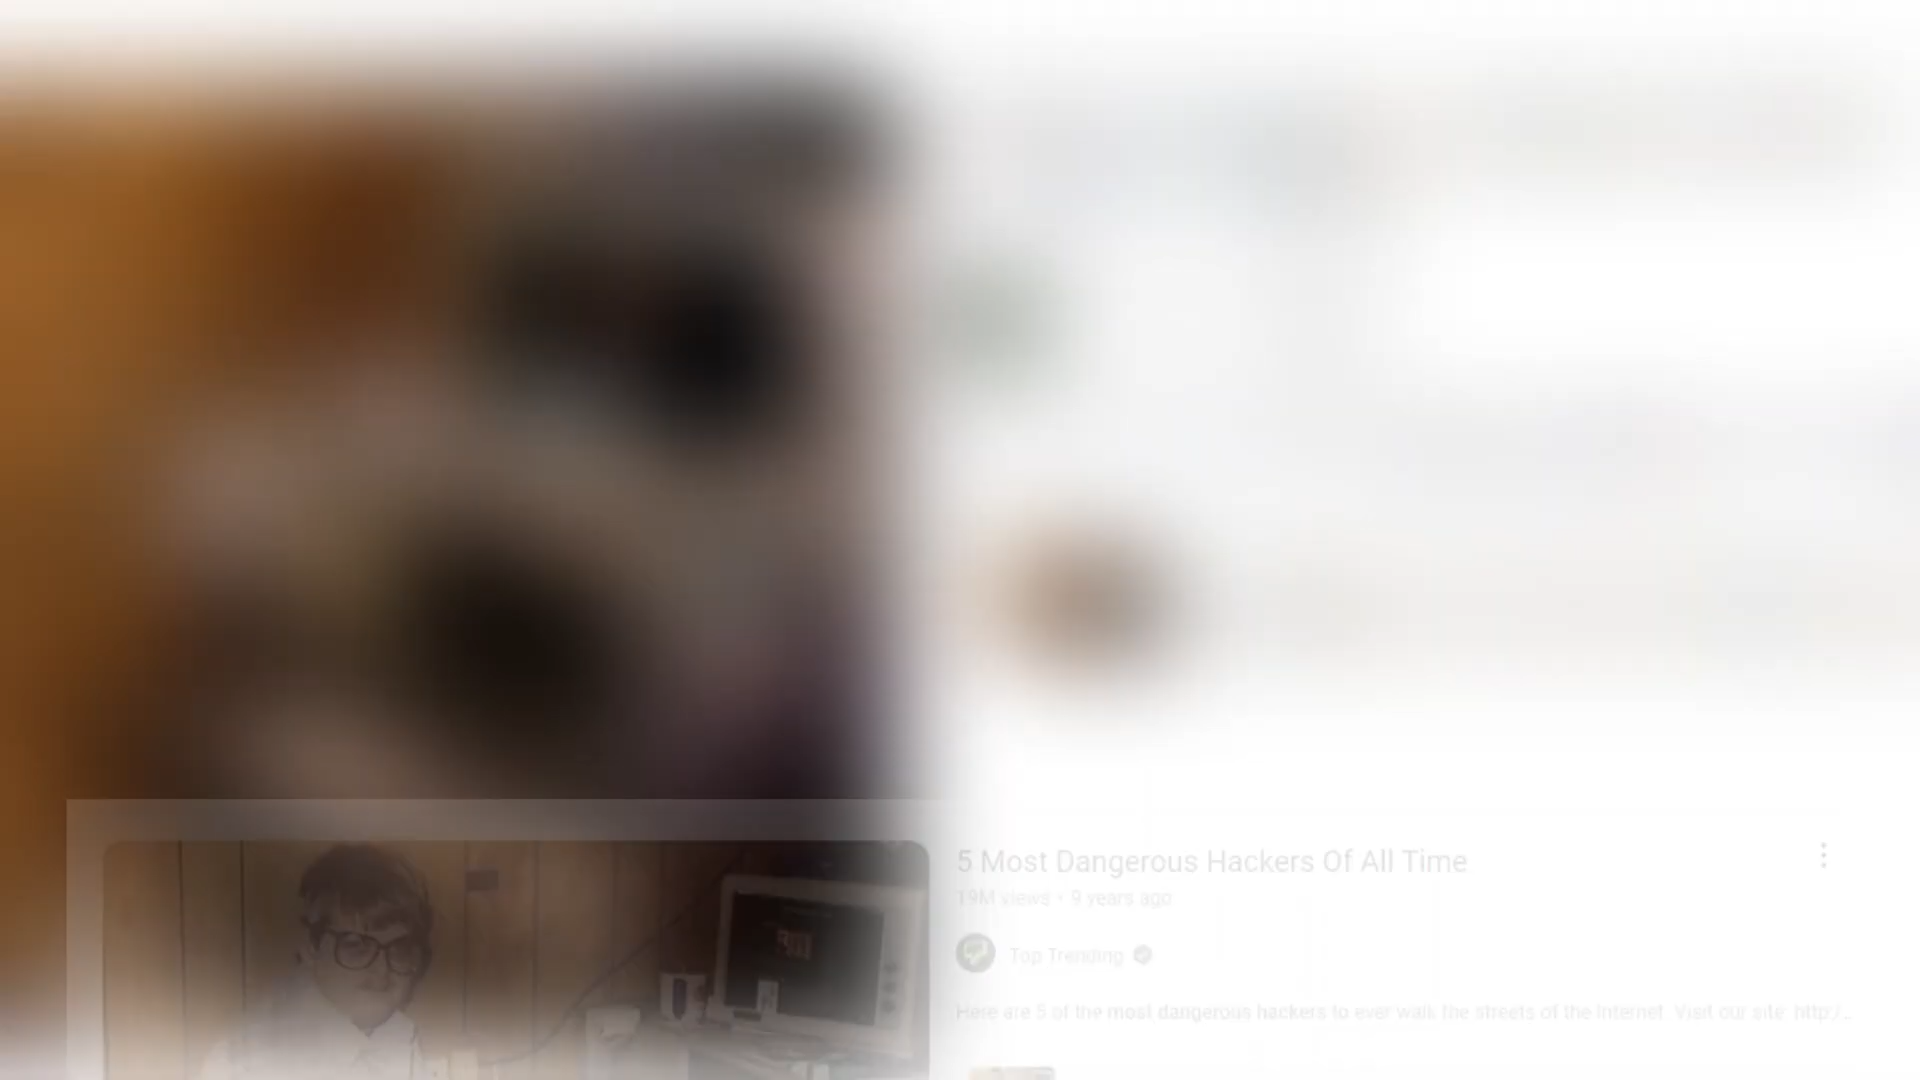 5 Most Dangerous Hackers Of All Time
19M views • 9 years ago
Top Trending
Here are 5 of the most dangerous hackers to ever walk the streets of the Internet. Visit our site: http:/...